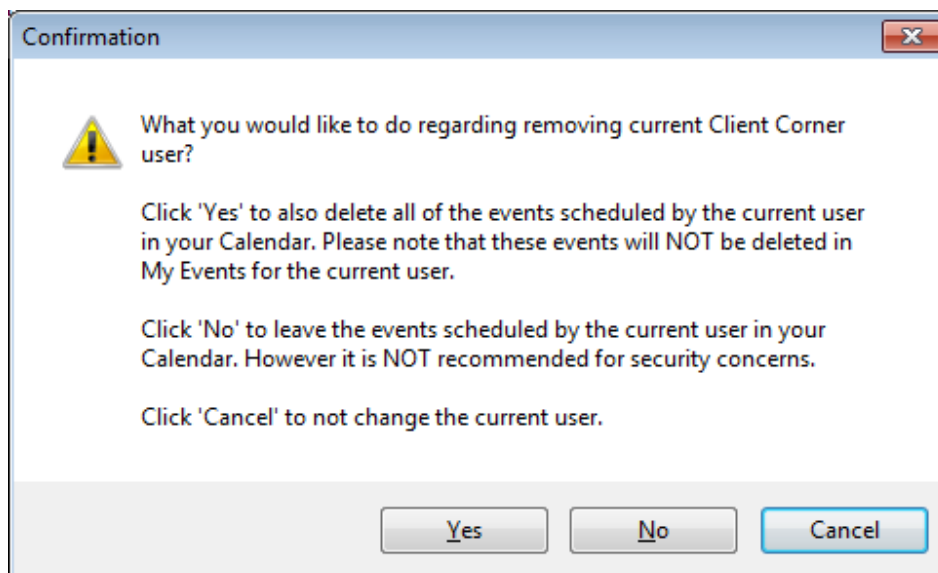 Confirmation
What you would like to do regarding removing current Client Corner
user?
Click 'Yes' to also delete all of the events scheduled by the current user
in your Calendar. Please note that these events will NOT be deleted in
My Events for the current user.
Click 'No' to leave the events scheduled by the current user in your
Calendar. However it is NOT recommended for security concerns.
Click 'Cancel' to not change the current user.
Yes
No
Cancel